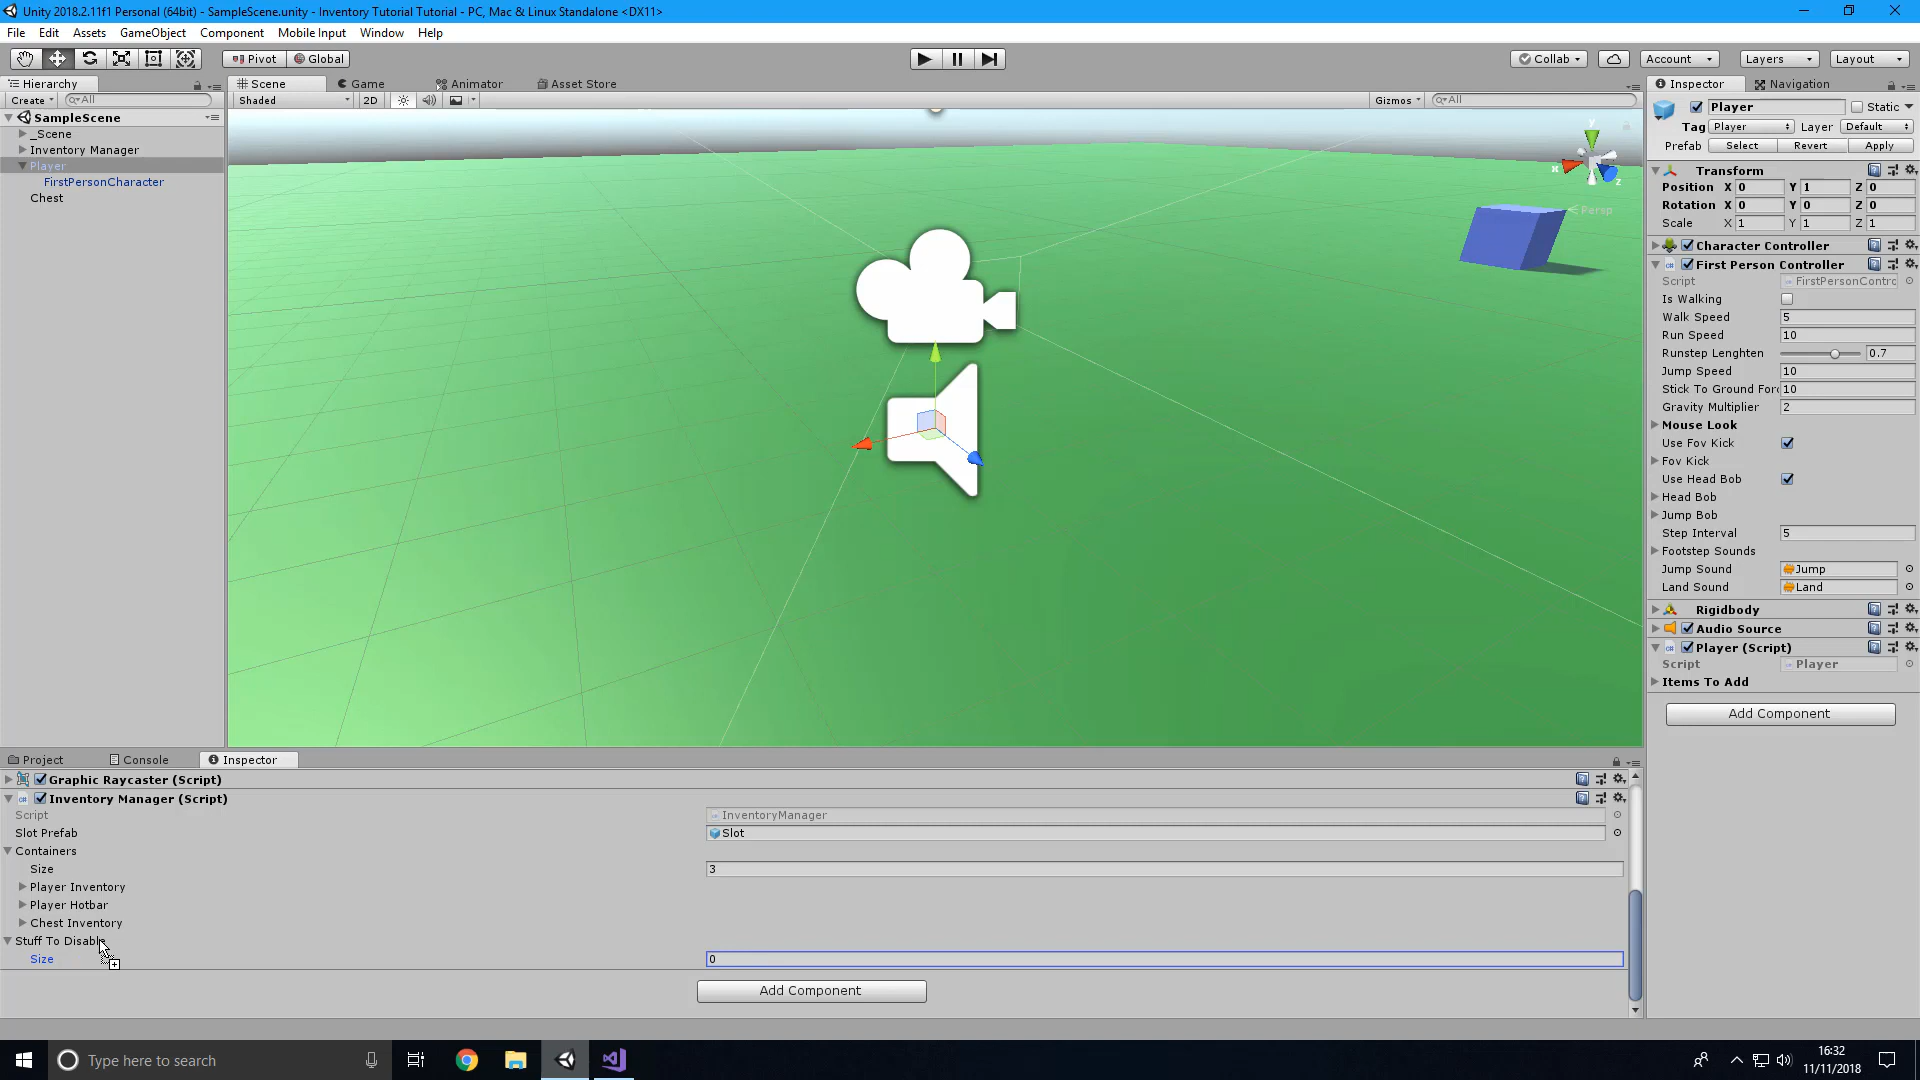 Unity 2018.2.11f1 Personal (64bit) - SampleScene.unity - Inventory Tutorial Tutorial - PC, Mac & Linux Standalone <DX11>
File Edit Assets GameObject Component Mobile Input Window Help
Pivot Global Collab Account Layers Layout
Hierarchy Scene Game Animator Asset Store Inspector Navigation
Create All Shaded 2D Gizmos All Player Static
SampleScene
Tag Player Layer Default
_Scene
Prefab Select Revert Apply
Inventory Manager
Player
FirstPersonCharacter
Chest
y
x
z
Persp
Transform
Position X 0 Y 1 Z 0
Rotation X 0 Y 0 Z 0
Scale X 1 Y 1 Z 1
Character Controller
First Person Controller
Script FirstPersonContro
Is Walking
Walk Speed 5
Run Speed 10
Runstep Lenghten 0.7
Jump Speed 10
Stick To Ground Forc 10
Gravity Multiplier 2
Mouse Look
Use Fov Kick
Fov Kick
Use Head Bob
Head Bob
Jump Bob
Step Interval 5
Footstep Sounds
Jump Sound Jump
Land Sound Land
Rigidbody
Audio Source
Player (Script)
Script Player
Items To Add
Add Component
Project Console Inspector
Graphic Raycaster (Script)
Inventory Manager (Script)
Script InventoryManager
Slot Prefab Slot
Containers
Size 3
Player Inventory
Player Hotbar
Chest Inventory
Stuff To Disable
Size 0
Add Component
Type here to search
16:32
11/11/2018